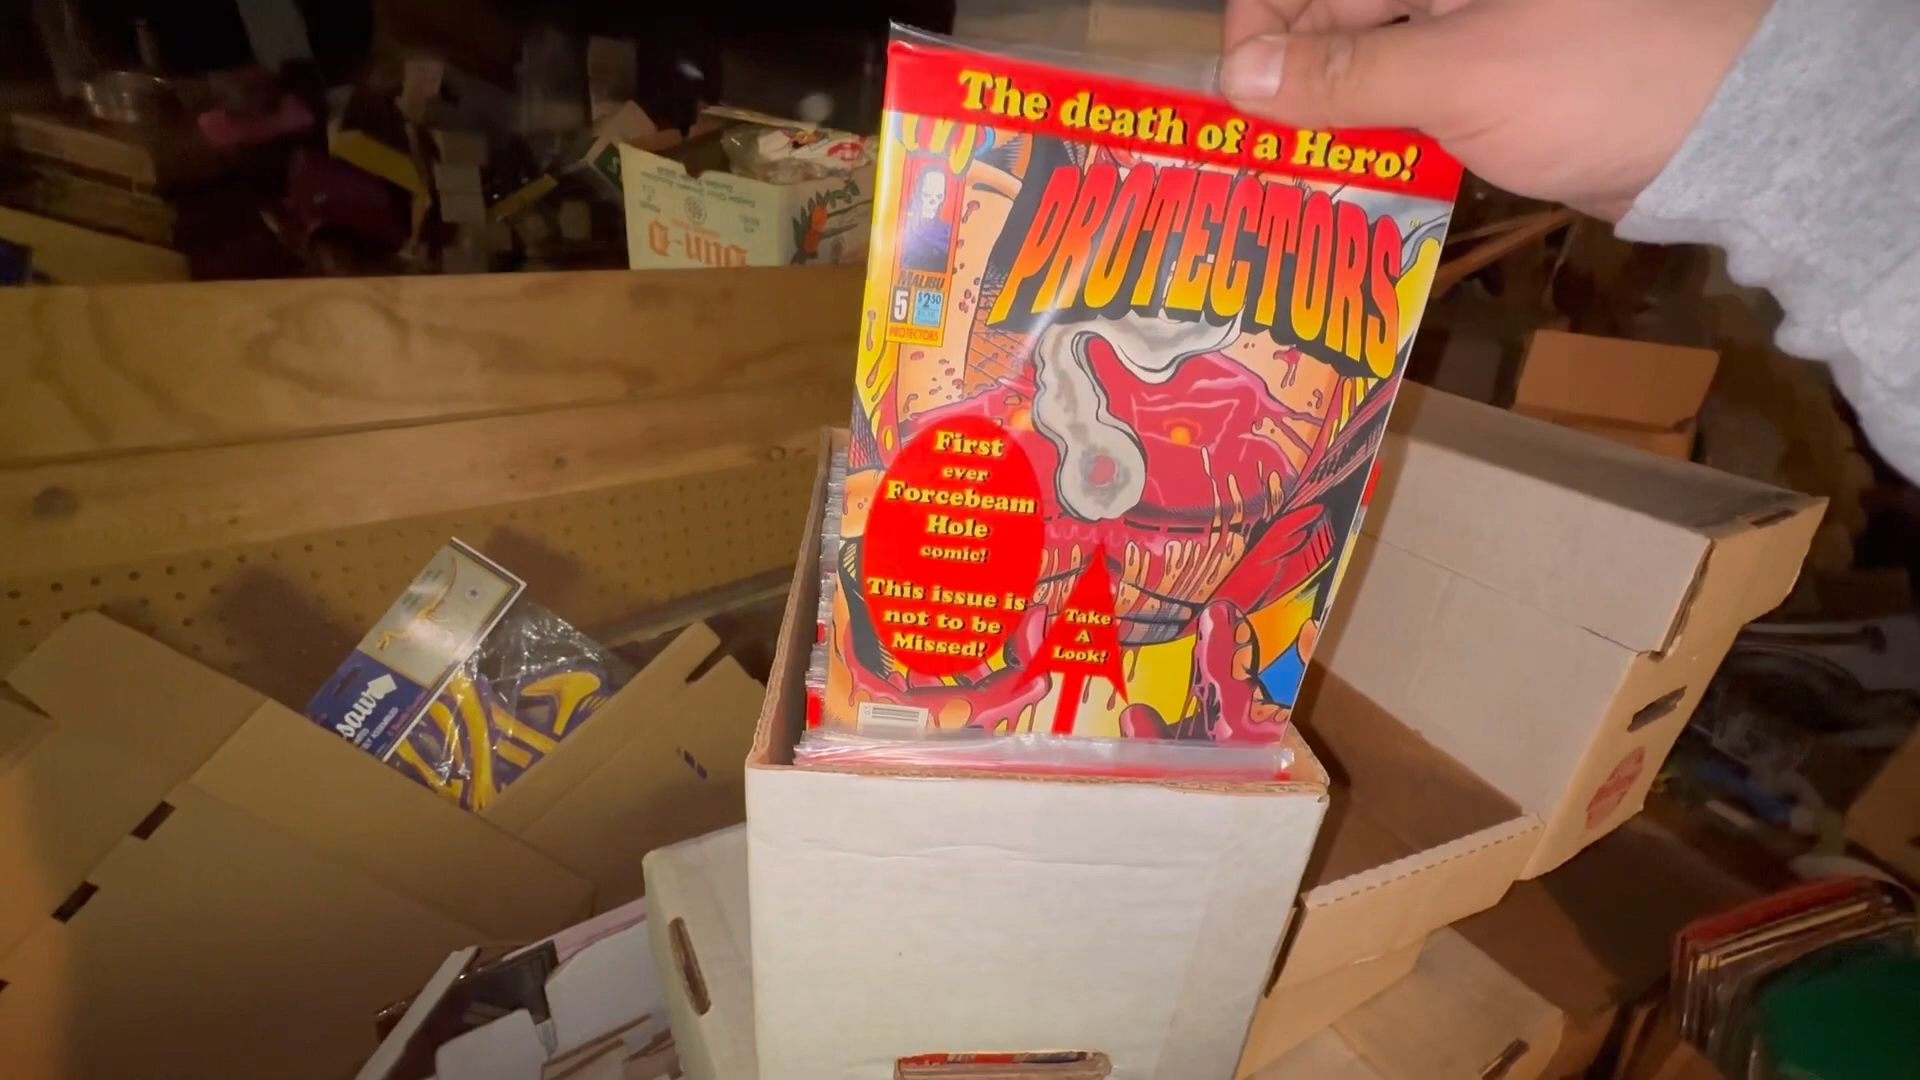 The death of a Hero!
PROTECTORS
MALIBU
5
$2.50
PROTECTORS
First
ever
Forcebeam
Hole
comic!
This issue is
not to be
Missed!
Take
A
Look!
saw